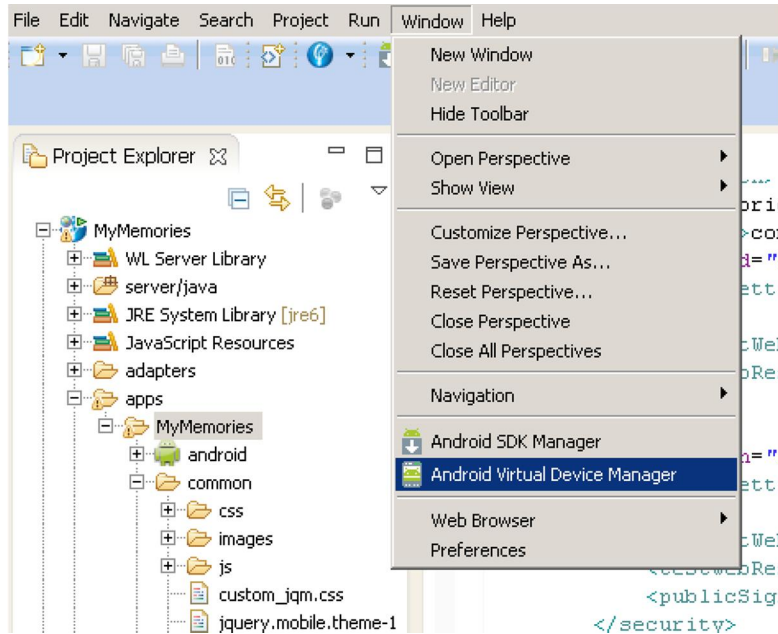 File Edit Navigate Search Project Run Window Help
New Window
New Editor
Hide Toolbar
Open Perspective
Show View
Customize Perspective...
Save Perspective As...
Reset Perspective...
Close Perspective
Close All Perspectives
Navigation
Android SDK Manager
Android Virtual Device Manager
Web Browser
Preferences
Project Explorer
MyMemories
WL Server Library
server/java
JRE System Library [jre6]
JavaScript Resources
adapters
apps
MyMemories
android
common
css
images
js
custom_jqm.css
jquery.mobile.theme-1
<publicSig
</security>